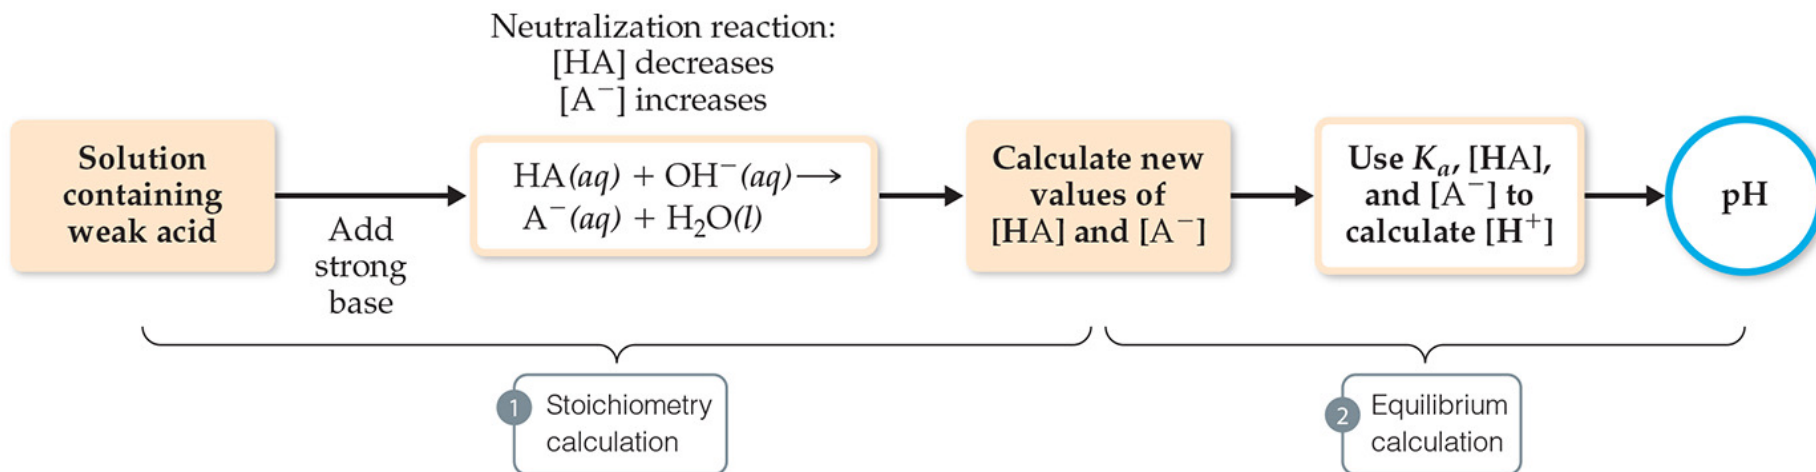 Neutralization reaction:
[HA] decreases
[A⁻] increases
Solution
containing
weak acid
Add
strong
base
HA(aq) + OH⁻(aq) ⟶
A⁻(aq) + H₂O(l)
Calculate new
values of
[HA] and [A⁻]
Use Kₐ, [HA],
and [A⁻] to
calculate [H⁺]
pH
1 Stoichiometry
calculation
2 Equilibrium
calculation